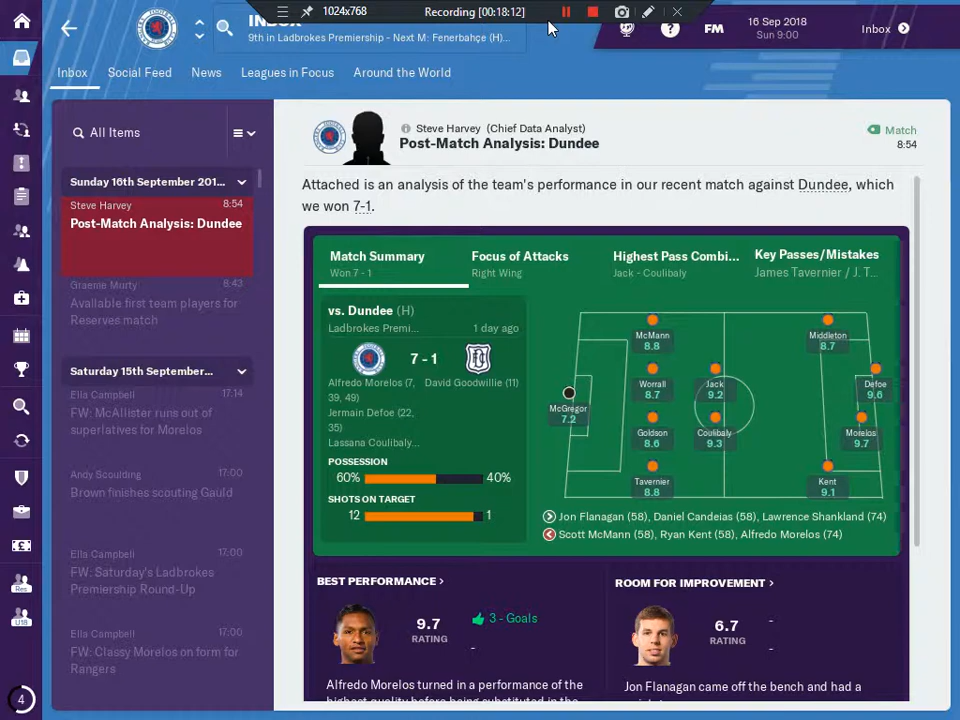 1024x768
Recording [00:18:12]
9th in Ladbrokes Premiership - Next M: Fenerbahçe (H)...
FM
16 Sep 2018
Sun 9:00
Inbox
Inbox
Social Feed
News
Leagues in Focus
Around the World
All Items
Sunday 16th September 201...
Steve Harvey
8:54
Post-Match Analysis: Dundee
Graeme Murty
8:43
Available first team players for
Reserves match
Saturday 15th September...
Ella Campbell
17:14
FW: McAllister runs out of
superlatives for Morelos
Andy Scoulding
17:00
Brown finishes scouting Gauld
Ella Campbell
17:00
FW: Saturday's Ladbrokes
Premiership Round-Up
Ella Campbell
17:00
FW: Classy Morelos on form for
Rangers
Res
U18
4
Steve Harvey (Chief Data Analyst)
Post-Match Analysis: Dundee
Match
8:54
Attached is an analysis of the team's performance in our recent match against Dundee, which
we won 7-1.
Match Summary
Won 7 - 1
Focus of Attacks
Right Wing
Highest Pass Combi...
Jack - Coulibaly
Key Passes/Mistakes
James Tavernier / J. T...
vs. Dundee (H)
Ladbrokes Premi...
1 day ago
7 - 1
Alfredo Morelos (7,
39, 49)
Jermain Defoe (22,
35)
Lassana Coulibaly...
David Goodwillie (11)
POSSESSION
60%
40%
SHOTS ON TARGET
12
1
McGregor
7.2
McMann
8.8
Worrall
8.7
Goldson
8.6
Tavernier
8.8
Jack
9.2
Coulibaly
9.3
Middleton
8.7
Kent
9.1
Defoe
9.6
Morelos
9.7
Jon Flanagan (58), Daniel Candeias (58), Lawrence Shankland (74)
Scott McMann (58), Ryan Kent (58), Alfredo Morelos (74)
BEST PERFORMANCE >
9.7
RATING
3 - Goals
-
Alfredo Morelos turned in a performance of the
highest quality before being substituted in the
ROOM FOR IMPROVEMENT >
6.7
RATING
-
-
Jon Flanagan came off the bench and had a